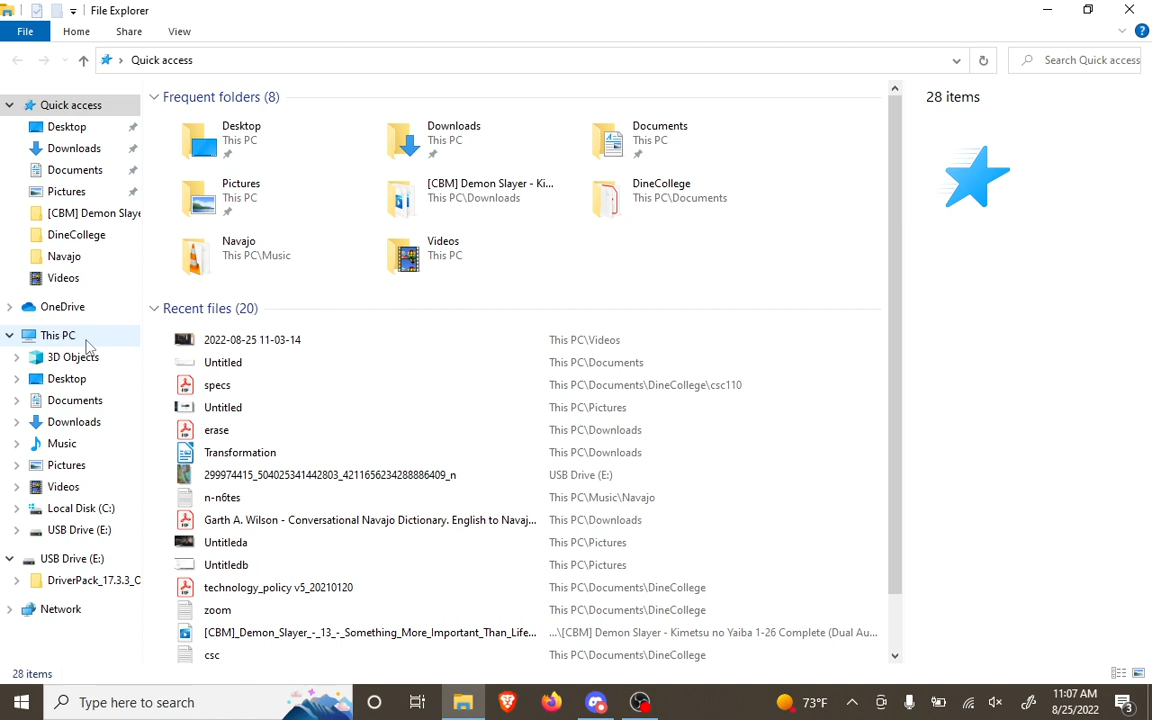 File Explorer
File Home Share View
Quick access
Search Quick access
Quick access
Desktop
Downloads
Documents
Pictures
[CBM] Demon Slaye
DineCollege
Navajo
Videos
OneDrive
This PC
3D Objects
Desktop
Documents
Downloads
Music
Pictures
Videos
Local Disk (C:)
USB Drive (E:)
USB Drive (E:)
DriverPack_17.3.3_O
Network
Frequent folders (8)
Desktop
This PC
Downloads
This PC
Documents
This PC
Pictures
This PC
[CBM] Demon Slayer - Ki...
This PC\Downloads
DineCollege
This PC\Documents
Navajo
This PC\Music
Videos
This PC
Recent files (20)
2022-08-25 11-03-14 This PC\Videos
Untitled This PC\Documents
specs This PC\Documents\DineCollege\csc110
Untitled This PC\Pictures
erase This PC\Downloads
Transformation This PC\Downloads
299974415_504025341442803_4211656234288886409_n USB Drive (E:)
n-n6tes This PC\Music\Navajo
Garth A. Wilson - Conversational Navajo Dictionary. English to Navaj... This PC\Downloads
Untitleda This PC\Pictures
Untitledb This PC\Pictures
technology_policy v5_20210120 This PC\Documents\DineCollege
zoom This PC\Documents\DineCollege
[CBM]_Demon_Slayer_-_13_-_Something_More_Important_Than_Life... ...\[CBM] Demon Slayer - Kimetsu no Yaiba 1-26 Complete (Dual Au...
csc This PC\Documents\DineCollege
28 items
28 items
Type here to search
73°F
11:07 AM
8/25/2022
3